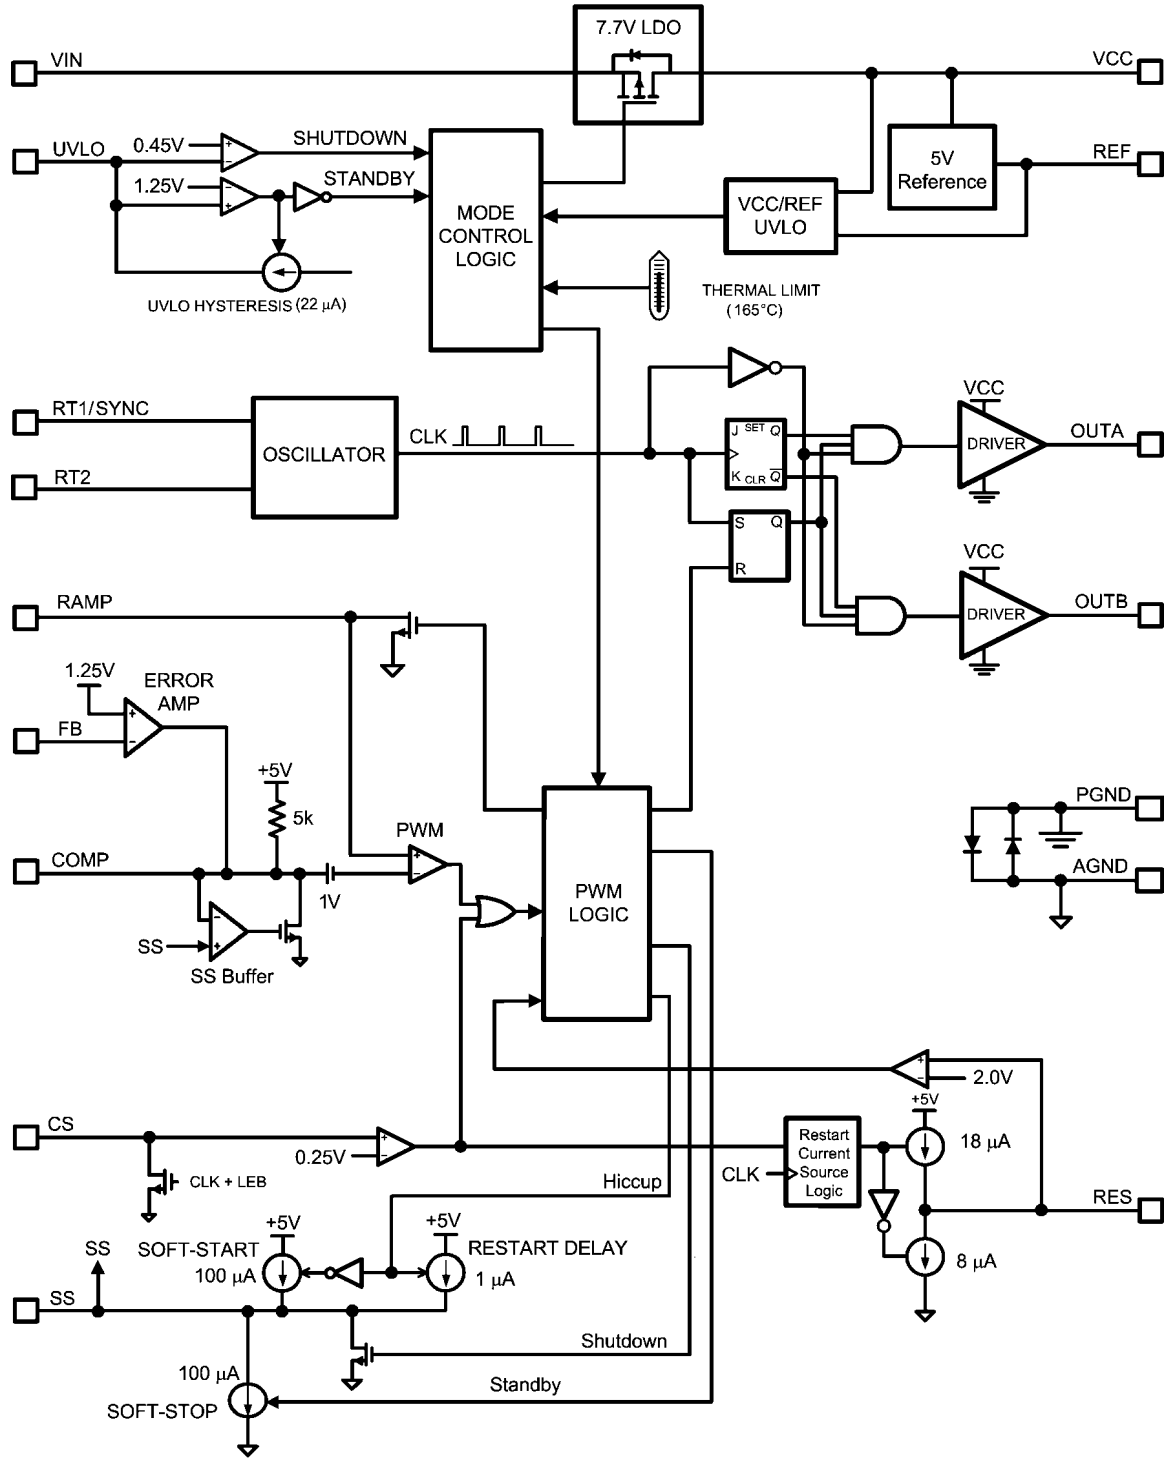 7.7V LDO
VIN
VCC
UVLO
0.45V
+
−
SHUTDOWN
1.25V
−
+
STANDBY
UVLO HYSTERESIS (22 μA)
MODE
CONTROL
LOGIC
5V
Reference
REF
VCC/REF
UVLO
THERMAL LIMIT
(165°C)
RT1/SYNC
RT2
OSCILLATOR
CLK
J SET Q
K CLR Q̅
S Q
R
VCC
DRIVER
OUTA
VCC
DRIVER
OUTB
RAMP
1.25V
ERROR
AMP
+
−
FB
+5V
5k
COMP
1V
PWM
+
−
SS
−
+
SS Buffer
PWM
LOGIC
PGND
AGND
+
−
2.0V
CS
0.25V
+
−
CLK + LEB
CLK
Restart
Current
Source
Logic
+5V
18 μA
RES
8 μA
Hiccup
SS
SOFT-START
100 μA
+5V
+5V
RESTART DELAY
1 μA
SS
Shutdown
100 μA
SOFT-STOP
Standby